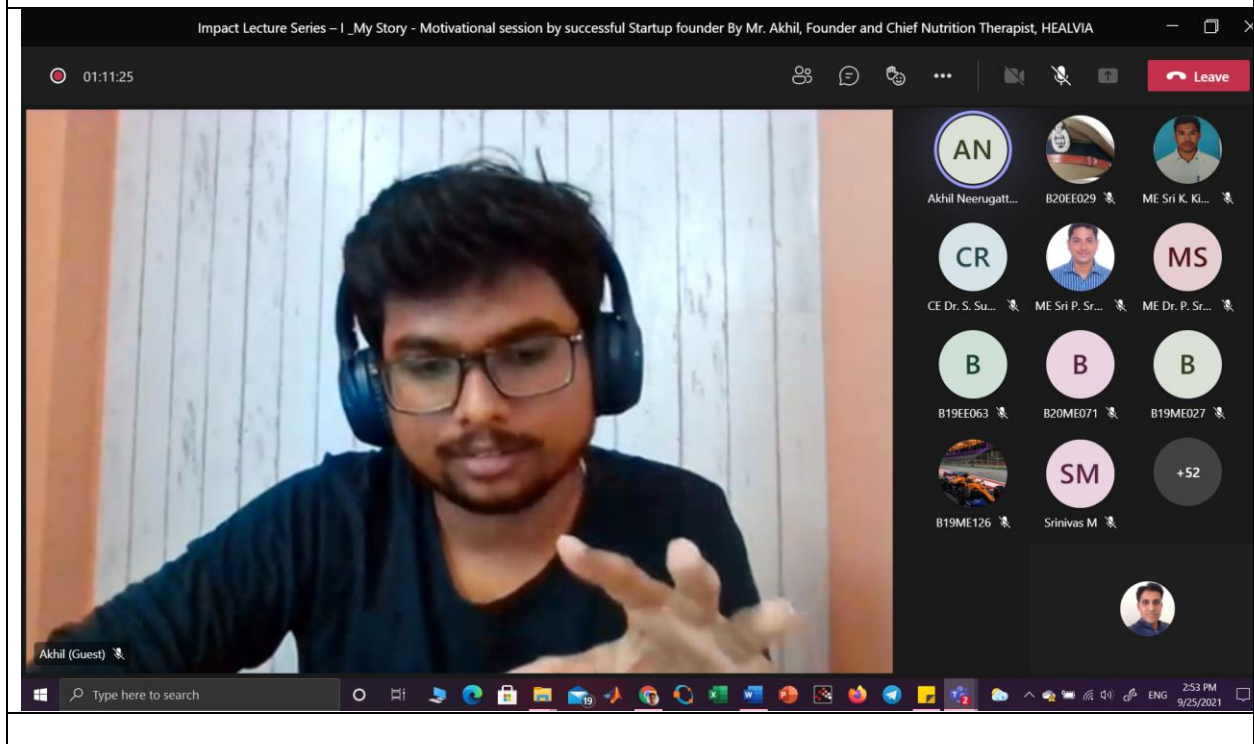 Impact Lecture Series – I _My Story - Motivational session by successful Startup founder By Mr. Akhil, Founder and Chief Nutrition Therapist, HEALVIA
01:11:25
Leave
AN
Akhil Neerugatt...
B20EE029
ME Sri K. Ki...
CR
MS
CE Dr. S. Su...
ME Sri P. Sr...
ME Dr. P. Sr...
B
B
B
B19EE063
B20ME071
B19ME027
SM
+52
B19ME126
Srinivas M
Akhil (Guest)
Type here to search
19
2
ENG
2:53 PM
9/25/2021